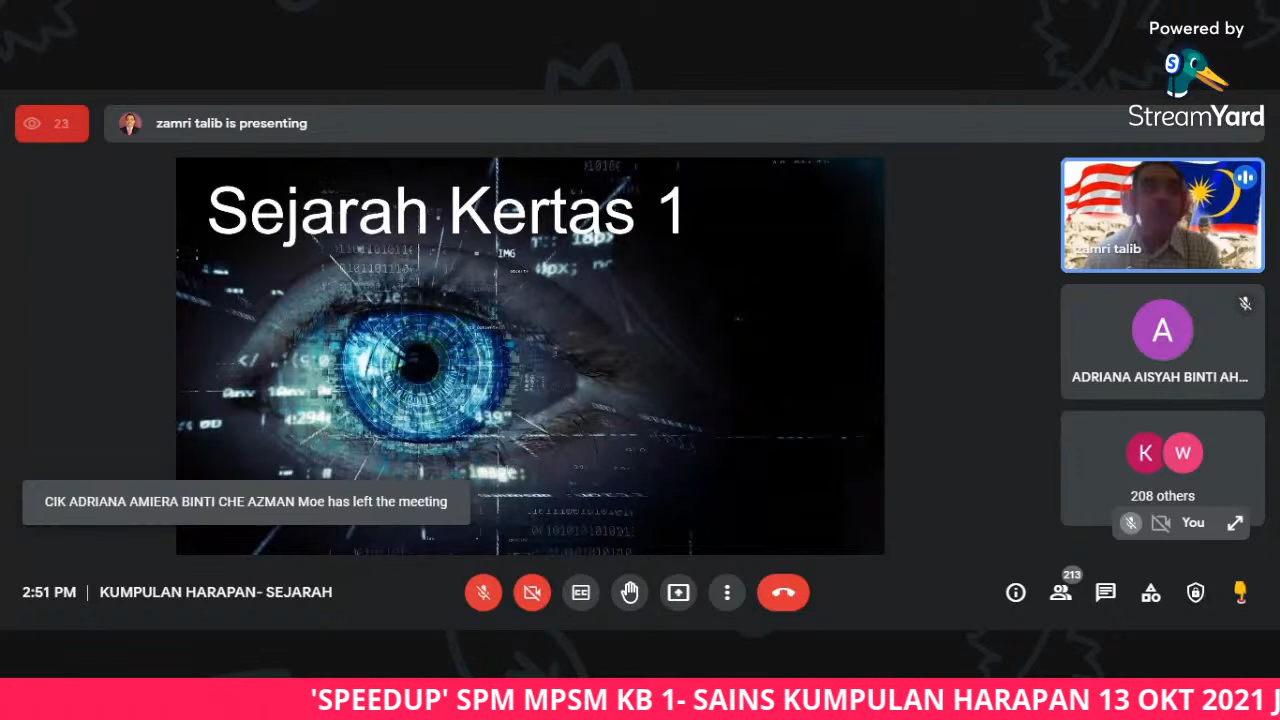 Powered by
StreamYard
23
zamri talib is presenting
Sejarah Kertas 1
IMG
zamri talib
A
ADRIANA AISYAH BINTI AH...
K W
208 others
You
CIK ADRIANA AMIERA BINTI CHE AZMAN Moe has left the meeting
2:51 PM | KUMPULAN HARAPAN- SEJARAH
213
'SPEEDUP' SPM MPSM KB 1- SAINS KUMPULAN HARAPAN 13 OKT 2021 J